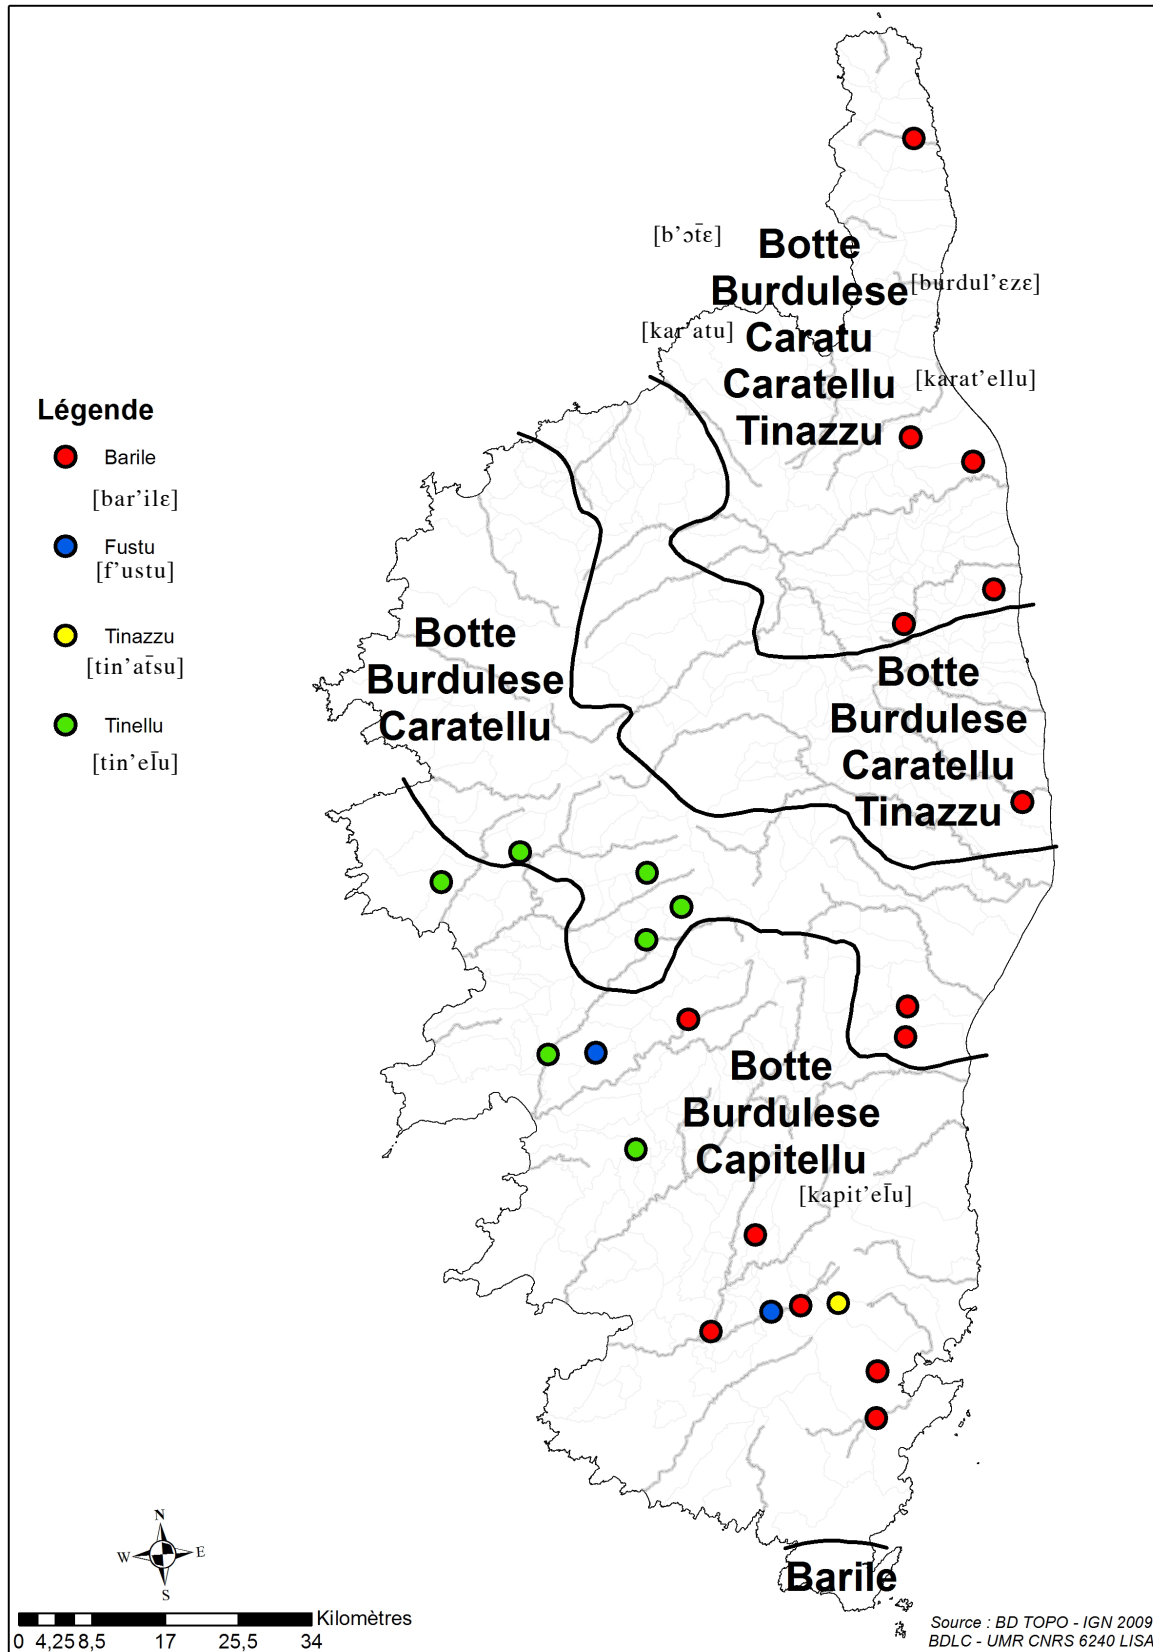 [b'ɔt̄ɛ]
Botte
Burdulese
[burdul'ɛzɛ]
[kar'atu]
Caratu
Caratellu
[karat'ellu]
Tinazzu
Légende
Barile
[bar'ilɛ]
Fustu
[f'ustu]
Tinazzu
[tin'at̄su]
Tinellu
[tin'el̄u]
Botte
Burdulese
Caratellu
Botte
Burdulese
Caratellu
Tinazzu
Botte
Burdulese
Capitellu
[kapit'el̄u]
Barile
N
W E
S
Kilomètres
0 4,25 8,5 17 25,5 34
Source : BD TOPO - IGN 2009
BDLC - UMR CNRS 6240 LISA